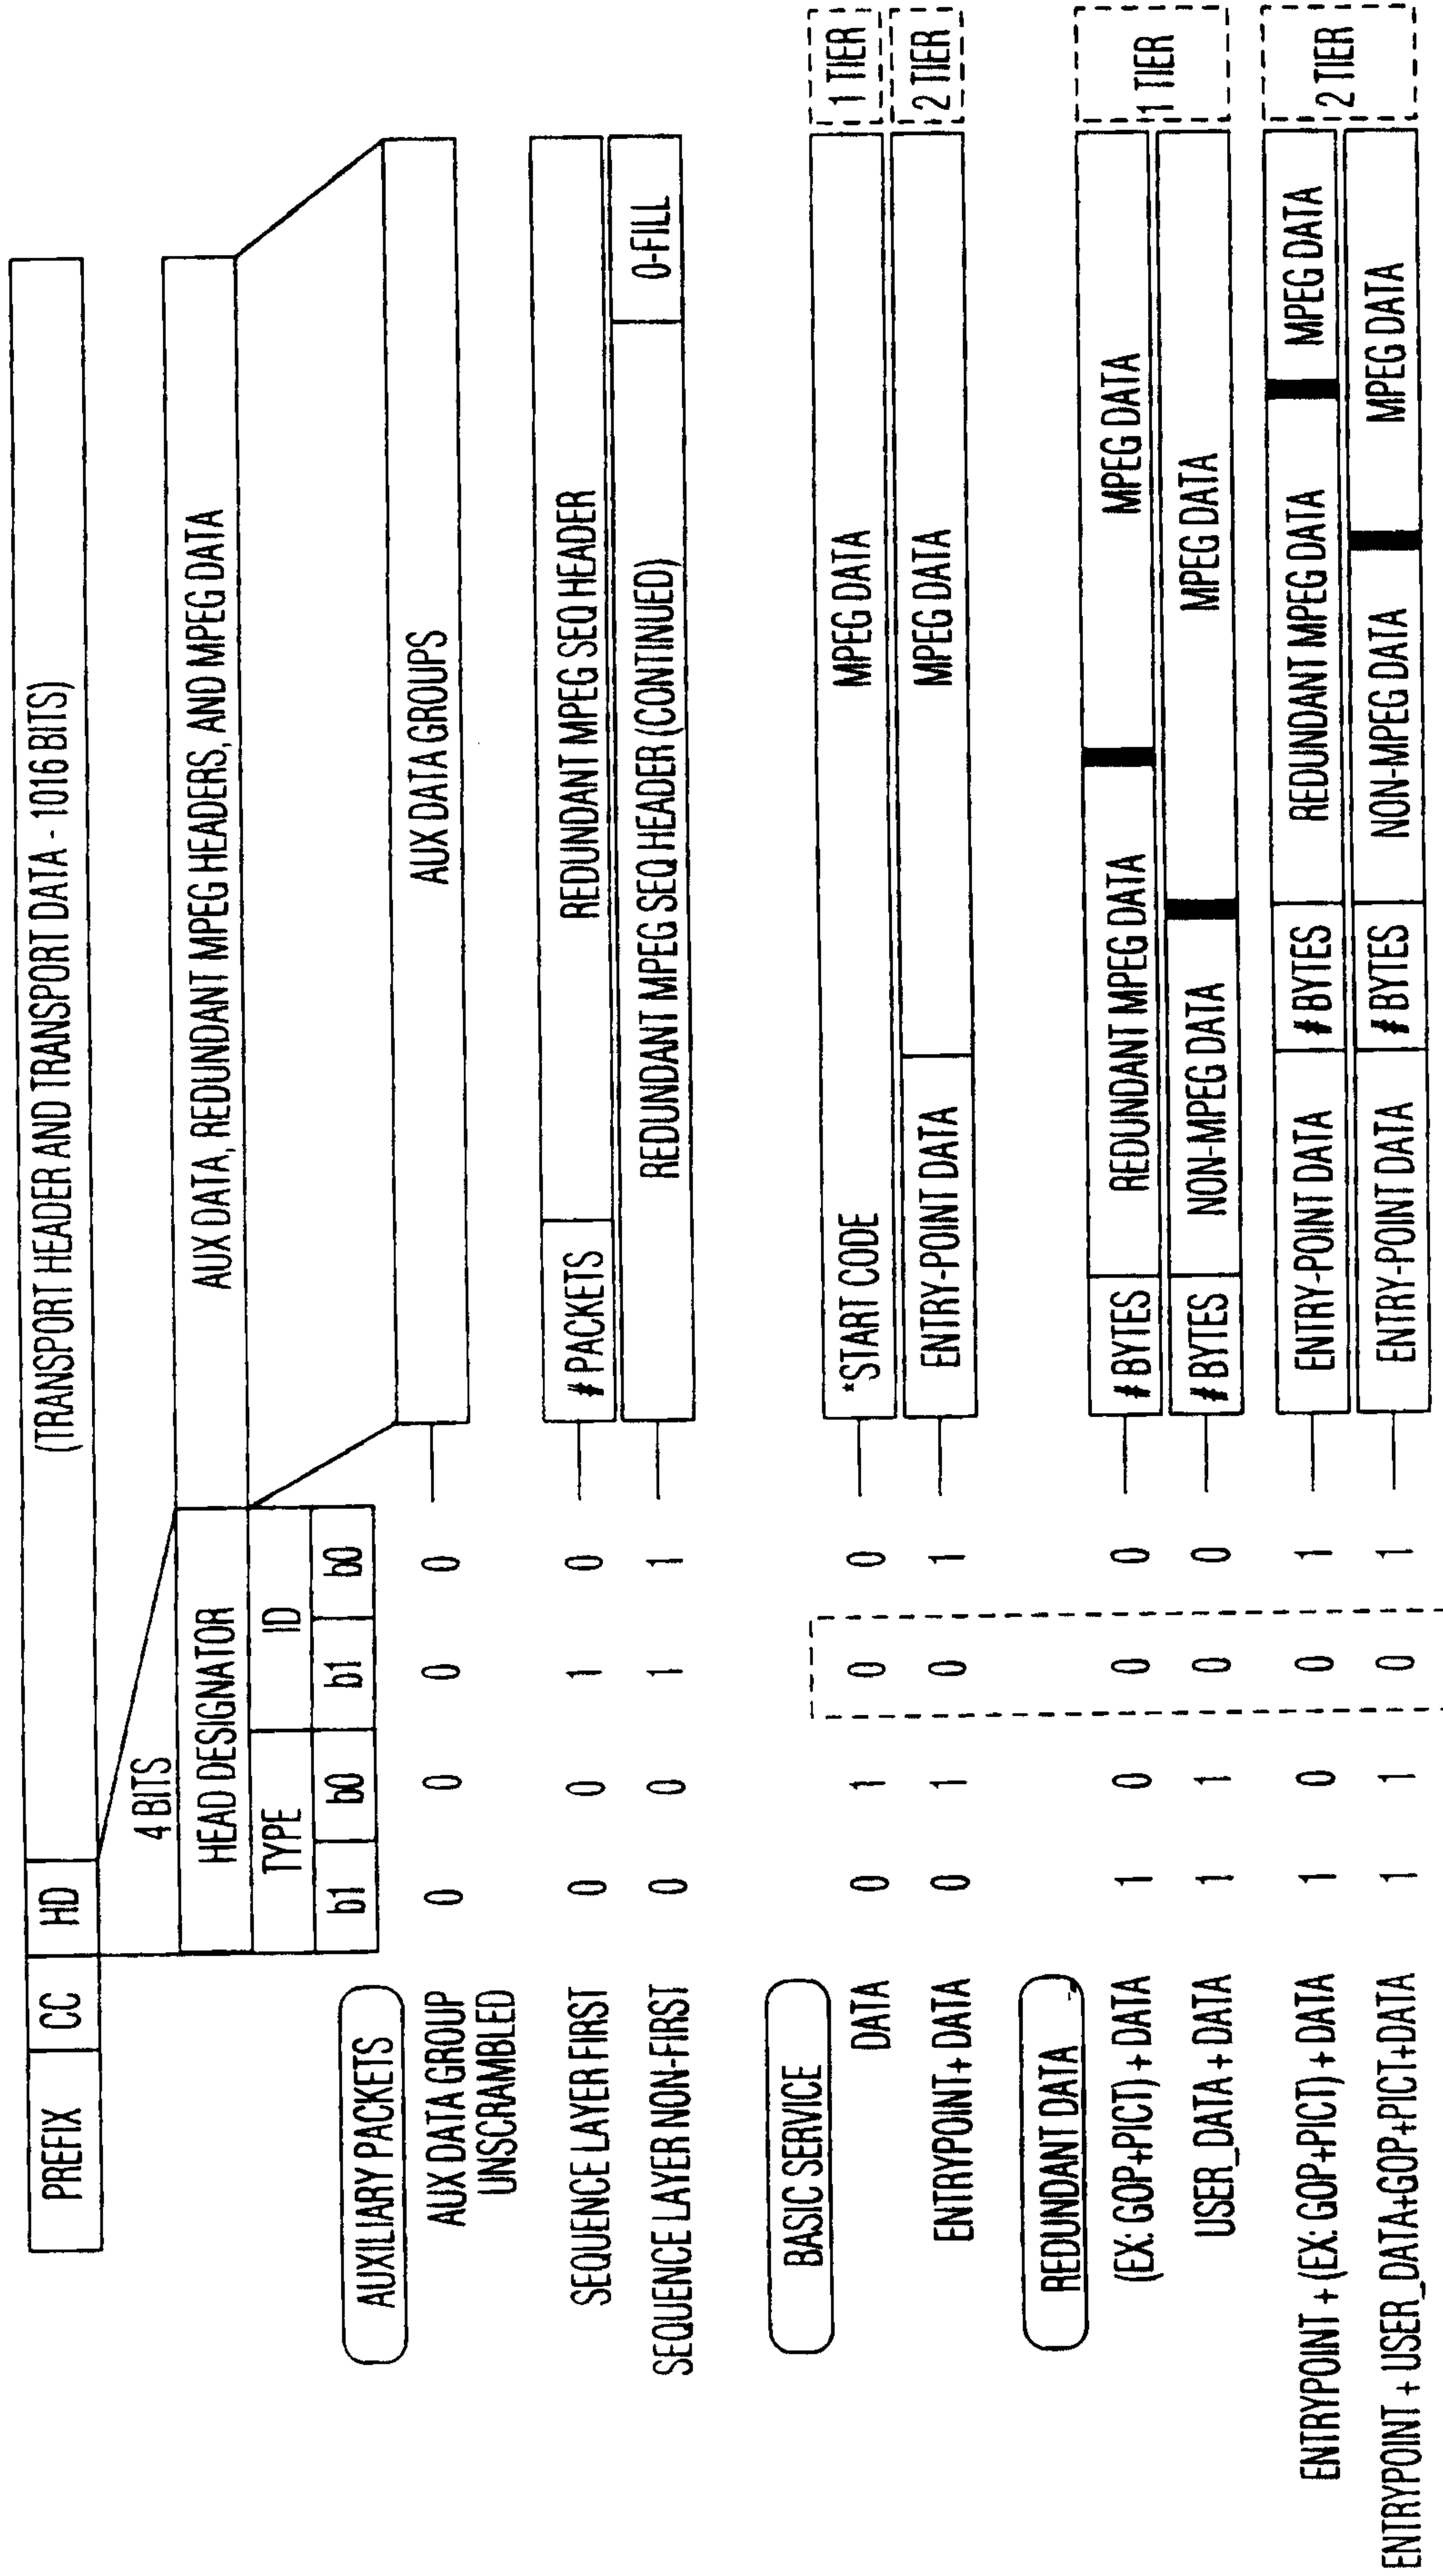 PREFIX CC HD (TRANSPORT HEADER AND TRANSPORT DATA - 1016 BITS)
4 BITS
HEAD DESIGNATOR AUX DATA, REDUNDANT MPEG HEADERS, AND MPEG DATA
TYPE ID
b1 b0 b1 b0
AUXILIARY PACKETS
AUX DATA GROUP 0 0 0 0 AUX DATA GROUPS
UNSCRAMBLED
SEQUENCE LAYER FIRST 0 0 1 0 # PACKETS REDUNDANT MPEG SEQ HEADER
SEQUENCE LAYER NON-FIRST 0 0 1 1 REDUNDANT MPEG SEQ HEADER (CONTINUED) 0-FILL
BASIC SERVICE
DATA 0 1 0 0 *START CODE MPEG DATA 1 TIER
ENTRYPOINT+ DATA 0 1 0 1 ENTRY-POINT DATA MPEG DATA 2 TIER
REDUNDANT DATA
(EX: GOP+PICT) + DATA 1 0 0 0 # BYTES REDUNDANT MPEG DATA MPEG DATA
1 TIER
USER_DATA + DATA 1 1 0 0 # BYTES NON-MPEG DATA MPEG DATA
ENTRYPOINT + (EX: GOP+PICT) + DATA 1 0 0 1 ENTRY-POINT DATA # BYTES REDUNDANT MPEG DATA MPEG DATA
2 TIER
ENTRYPOINT + USER_DATA+GOP+PICT+DATA 1 1 0 1 ENTRY-POINT DATA # BYTES NON-MPEG DATA MPEG DATA